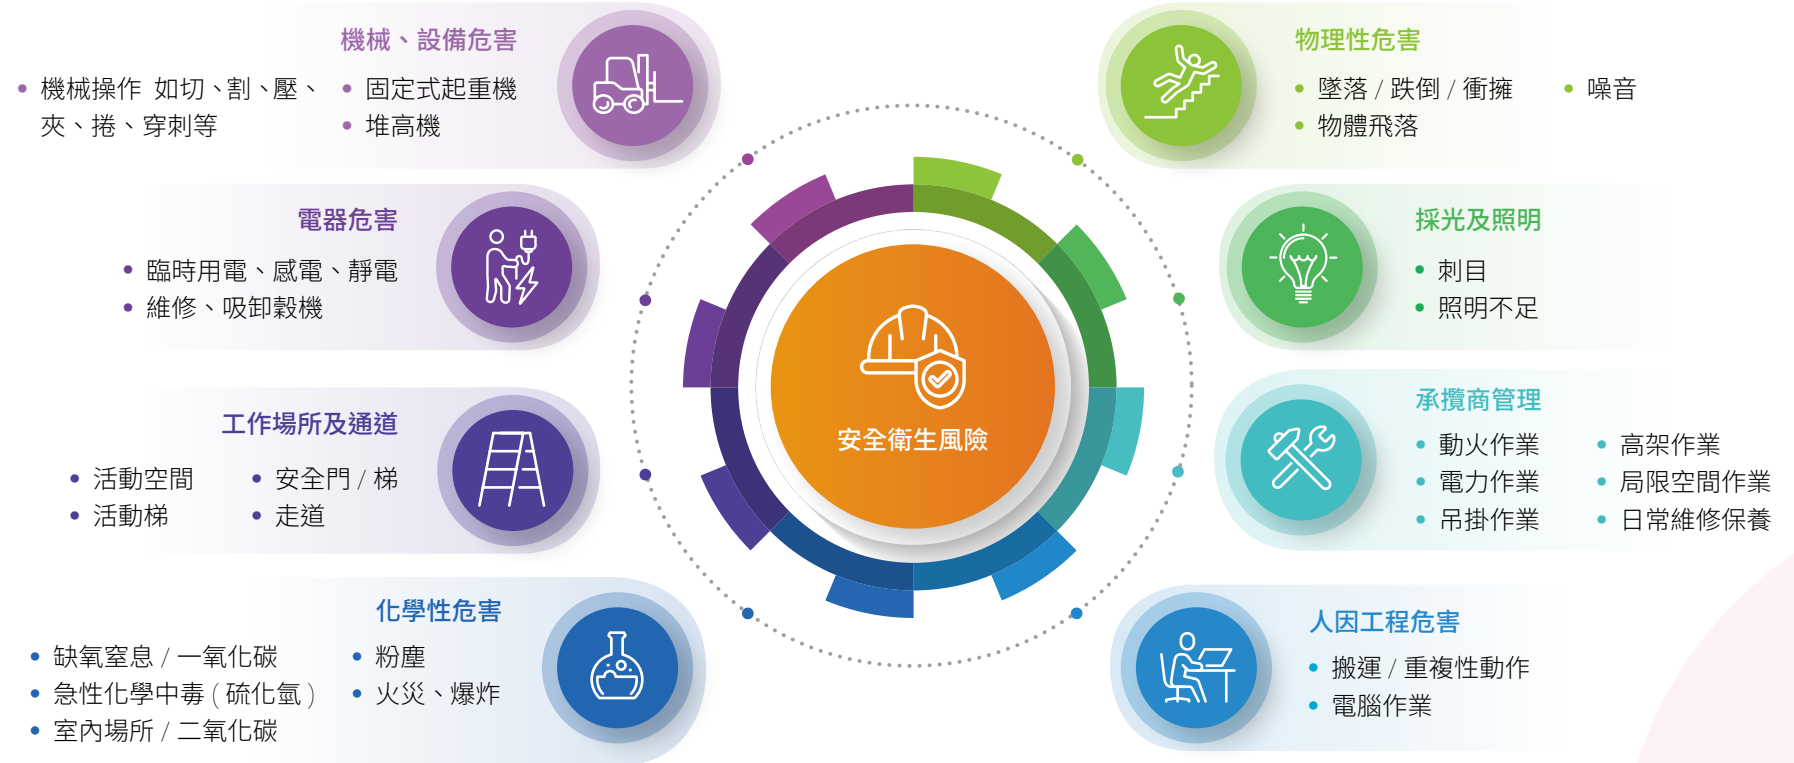 機械、設備危害
機械操作 如切、割、壓、
夾、捲、穿刺等
固定式起重機
堆高機
電器危害
臨時用電、感電、靜電
維修、吸卸穀機
工作場所及通道
活動空間
活動梯
安全門 / 梯
走道
化學性危害
缺氧窒息 / 一氧化碳
急性化學中毒 ( 硫化氫 )
室內場所 / 二氧化碳
粉塵
火災、爆炸
安全衛生風險
物理性危害
墜落 / 跌倒 / 衝撞
物體飛落
噪音
採光及照明
刺目
照明不足
承攬商管理
動火作業
電力作業
吊掛作業
高架作業
局限空間作業
日常維修保養
人因工程危害
搬運 / 重複性動作
電腦作業